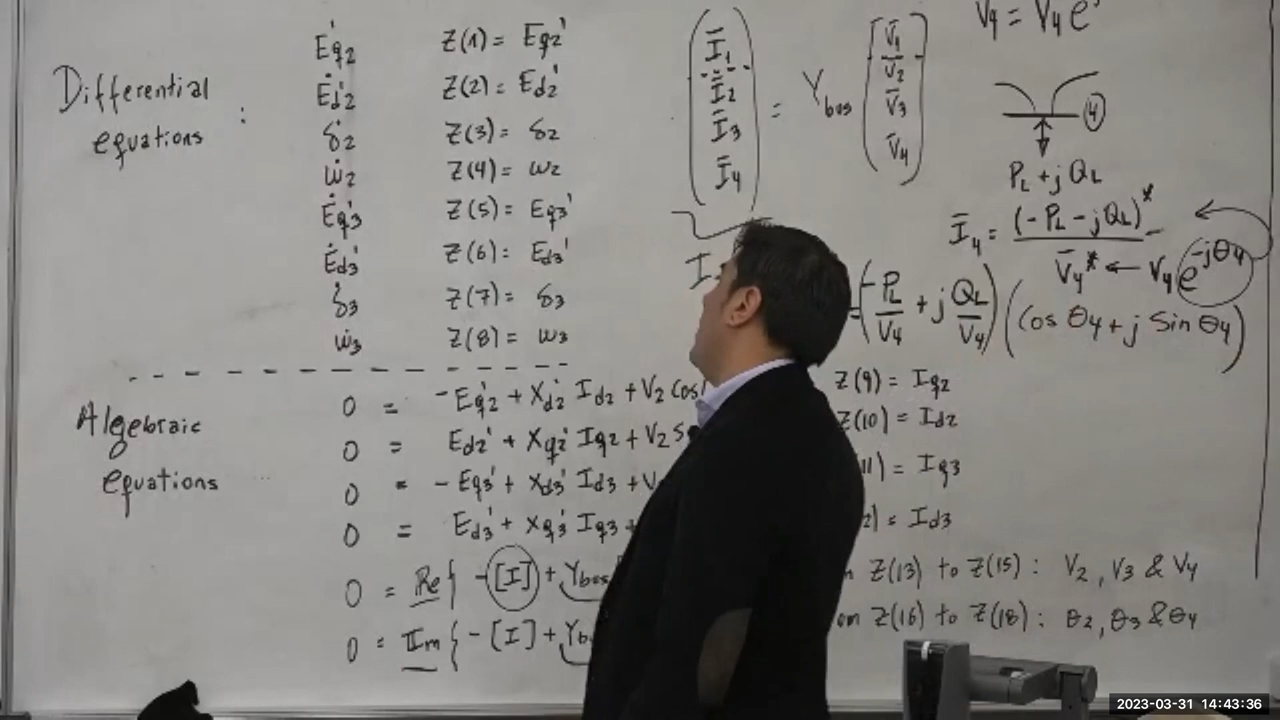 Differential equations :
Ėq2' Z(1) = Eq2'
Ėd2' Z(2) = Ed2'
δ̇2 Z(3) = δ2
ω̇2 Z(4) = ω2
Ėq3' Z(5) = Eq3'
Ėd3' Z(6) = Ed3'
δ̇3 Z(7) = δ3
ω̇3 Z(8) = ω3
Algebraic equations
0 = -Eq2' + Xd2' Id2 + V2 cos
0 = Ed2' + Xq2' Iq2 + V2
0 = -Eq3' + Xd3' Id3 +
0 = Ed3' + Xq3' Iq3 +
0 = Re { -[I] + Ybus
0 = Im { -[I] +
Ī1
Ī2
Ī3
Ī4
= Ybus
V̄1
V̄2
V̄3
V̄4
V4 e
4
PL + j QL
Ī4 = (-PL - jQL)* / V̄4* ← V4 e^-jθ4
= (-PL/V4 + j QL/V4) (cos θ4 + j sin θ4)
Z(9) = Iq2
Z(10) = Id2
= Iq3
= Id3
Z(13) to Z(15) : V2, V3 & V4
Z(16) to Z(18) : θ2, θ3 & θ4
2023-03-31 14:43:36